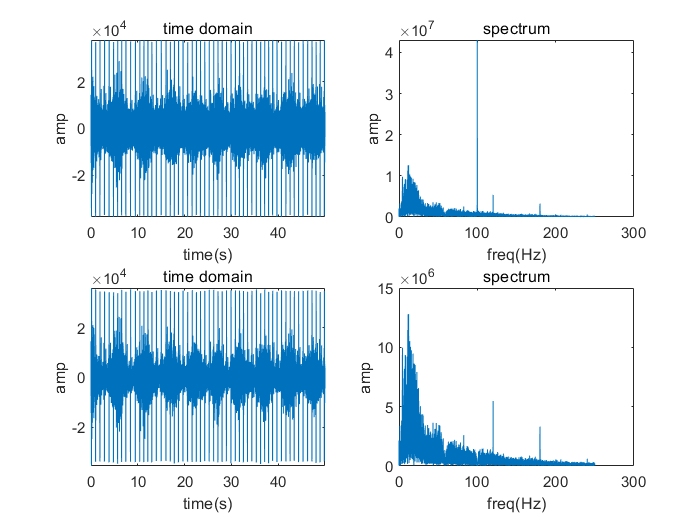 time domain
×10^4
2
0
-2
amp
0 10 20 30 40
time(s)
spectrum
×10^7
4
3
2
1
0
amp
0 100 200 300
freq(Hz)
time domain
×10^4
2
0
-2
amp
0 10 20 30 40
time(s)
spectrum
×10^6
15
10
5
0
amp
0 100 200 300
freq(Hz)